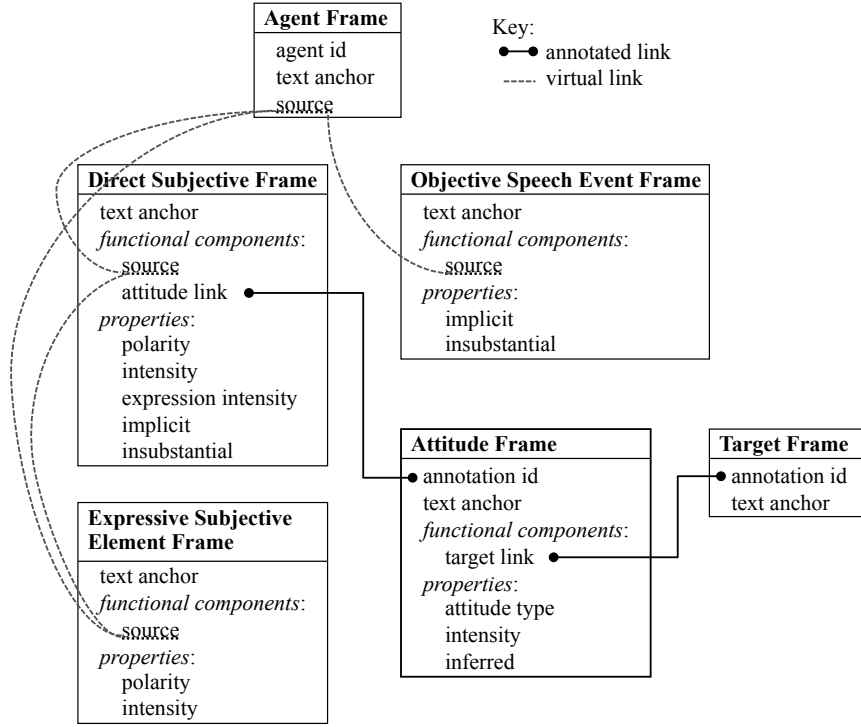 Agent Frame
agent id
text anchor
source
Key:
annotated link
virtual link
Direct Subjective Frame
text anchor
functional components:
source
attitude link
properties:
polarity
intensity
expression intensity
implicit
insubstantial
Objective Speech Event Frame
text anchor
functional components:
source
properties:
implicit
insubstantial
Expressive Subjective
Element Frame
text anchor
functional components:
source
properties:
polarity
intensity
Attitude Frame
annotation id
text anchor
functional components:
target link
properties:
attitude type
intensity
inferred
Target Frame
annotation id
text anchor